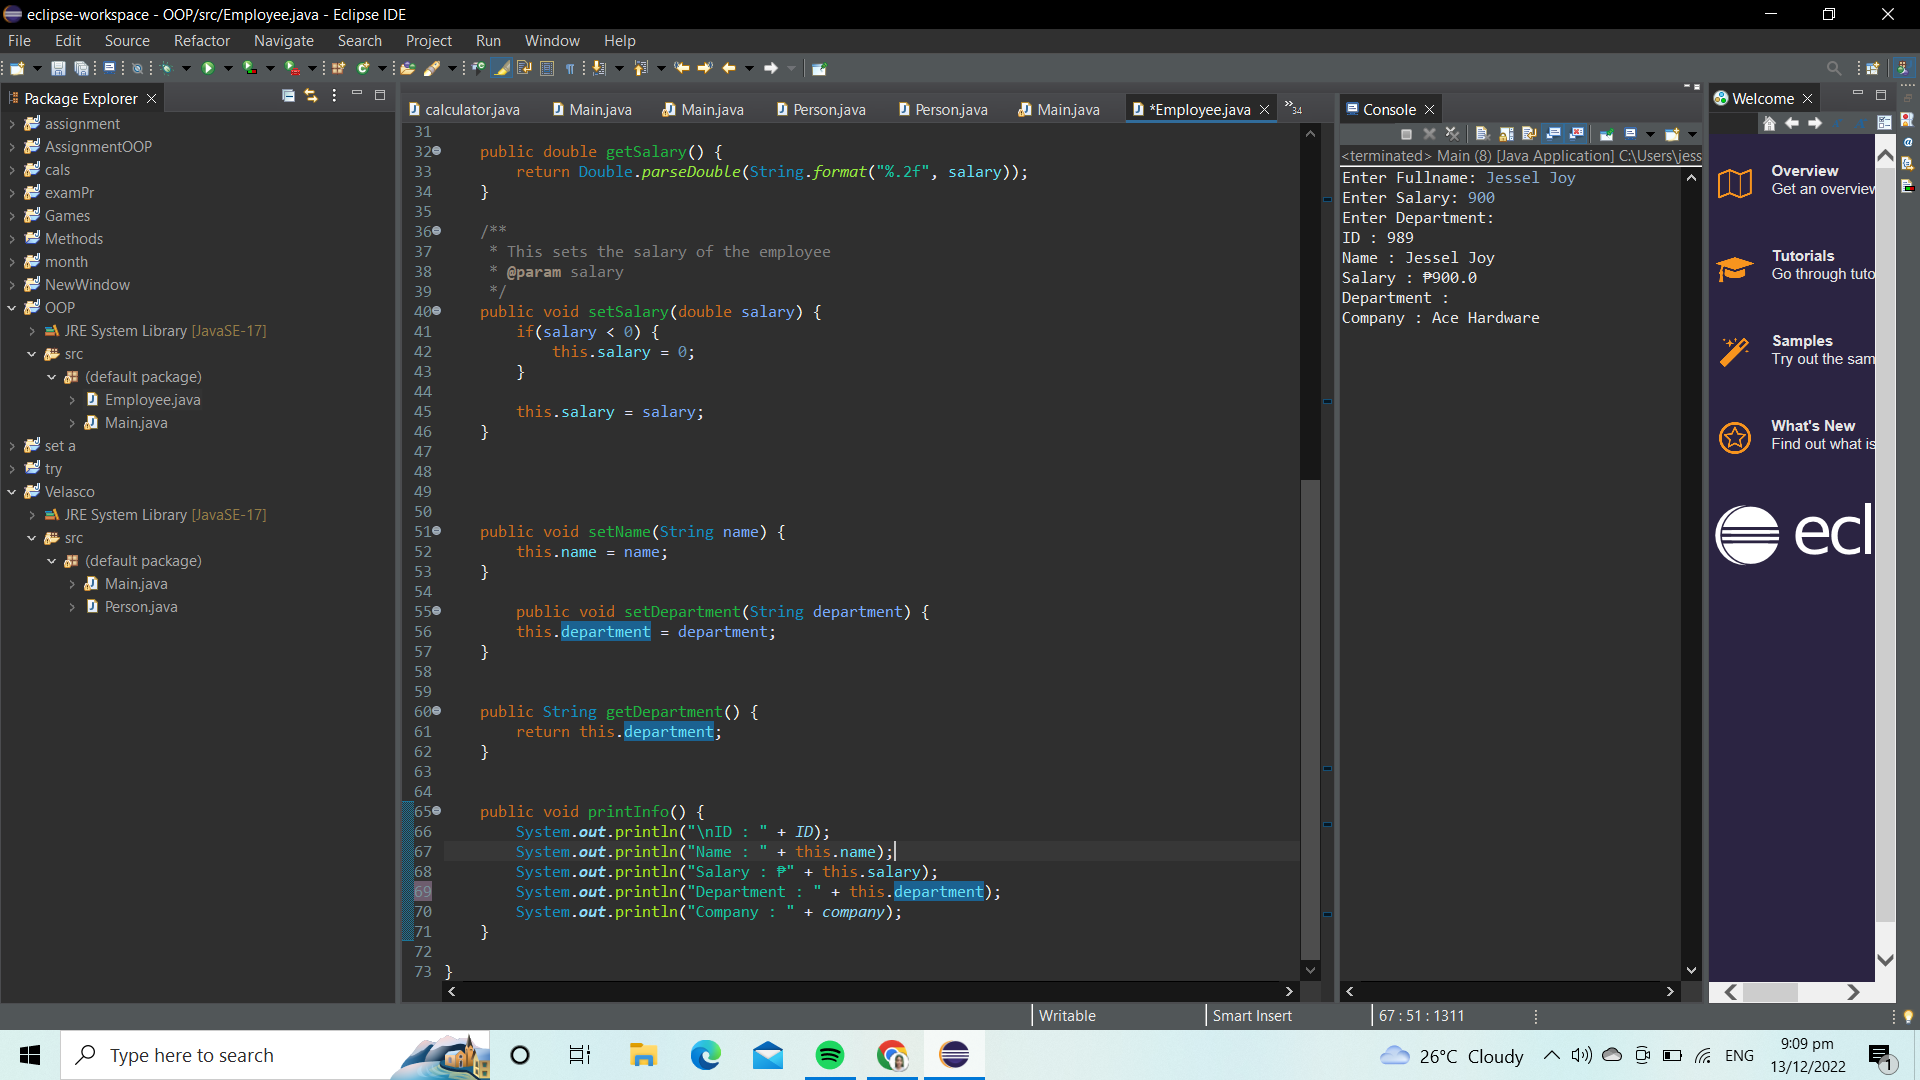 eclipse-workspace - OOP/src/Employee.java - Eclipse IDE
File Edit Source Refactor Navigate Search Project Run Window Help
Package Explorer
assignment
AssignmentOOP
cals
examPr
Games
Methods
month
NewWindow
OOP
JRE System Library [JavaSE-17]
src
(default package)
Employee.java
Main.java
set a
try
Velasco
JRE System Library [JavaSE-17]
src
(default package)
Main.java
Person.java
calculator.java Main.java Main.java Person.java Person.java Main.java *Employee.java »34
31
32 public double getSalary() {
33 return Double.parseDouble(String.format("%.2f", salary));
34 }
35
36 /**
37 * This sets the salary of the employee
38 * @param salary
39 */
40 public void setSalary(double salary) {
41 if(salary < 0) {
42 this.salary = 0;
43 }
44
45 this.salary = salary;
46 }
47
48
49
50
51 public void setName(String name) {
52 this.name = name;
53 }
54
55 public void setDepartment(String department) {
56 this.department = department;
57 }
58
59
60 public String getDepartment() {
61 return this.department;
62 }
63
64
65 public void printInfo() {
66 System.out.println("\nID : " + ID);
67 System.out.println("Name : " + this.name);
68 System.out.println("Salary : ₱" + this.salary);
69 System.out.println("Department : " + this.department);
70 System.out.println("Company : " + company);
71 }
72
73 }
Console
<terminated> Main (8) [Java Application] C:\Users\jess
Enter Fullname: Jessel Joy
Enter Salary: 900
Enter Department:
ID : 989
Name : Jessel Joy
Salary : ₱900.0
Department :
Company : Ace Hardware
Welcome
Overview
Get an overview
Tutorials
Go through tuto
Samples
Try out the sam
What's New
Find out what is
ecl
Writable Smart Insert 67 : 51 : 1311
Type here to search
26°C Cloudy
ENG
9:09 pm
13/12/2022
1